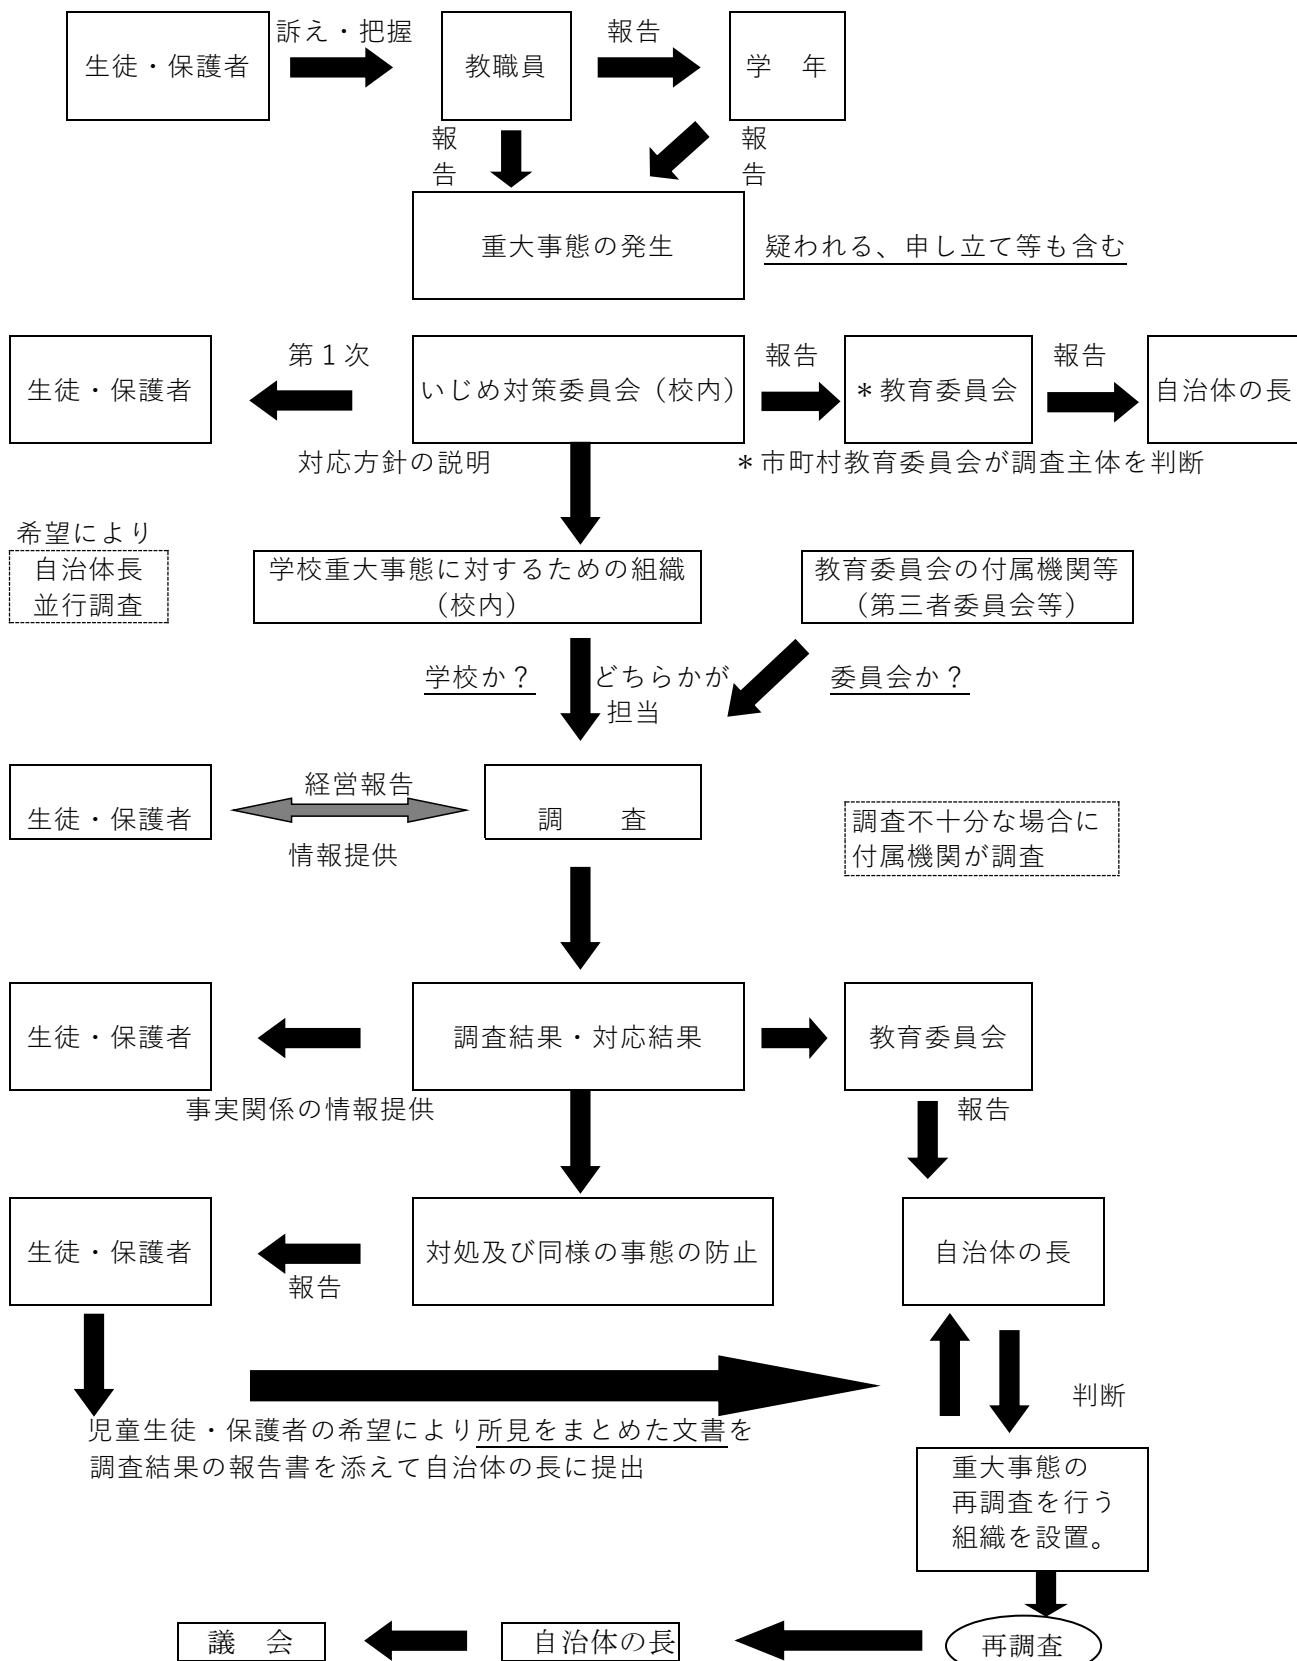 訴え・把握
報告
生徒・保護者
教職員
学　年
報
告
報
告
重大事態の発生
疑われる、申し立て等も含む
第１次
報告
報告
生徒・保護者
いじめ対策委員会（校内）
＊教育委員会
自治体の長
対応方針の説明
＊市町村教育委員会が調査主体を判断
希望により
自治体長
並行調査
学校重大事態に対するための組織
（校内）
教育委員会の付属機関等
（第三者委員会等）
学校か？
どちらかが
担当
委員会か？
経営報告
生徒・保護者
調　　査
情報提供
調査不十分な場合に
付属機関が調査
生徒・保護者
調査結果・対応結果
教育委員会
事実関係の情報提供
報告
生徒・保護者
対処及び同様の事態の防止
自治体の長
報告
判断
児童生徒・保護者の希望により所見をまとめた文書を
調査結果の報告書を添えて自治体の長に提出
重大事態の
再調査を行う
組織を設置。
議　会
自治体の長
再調査